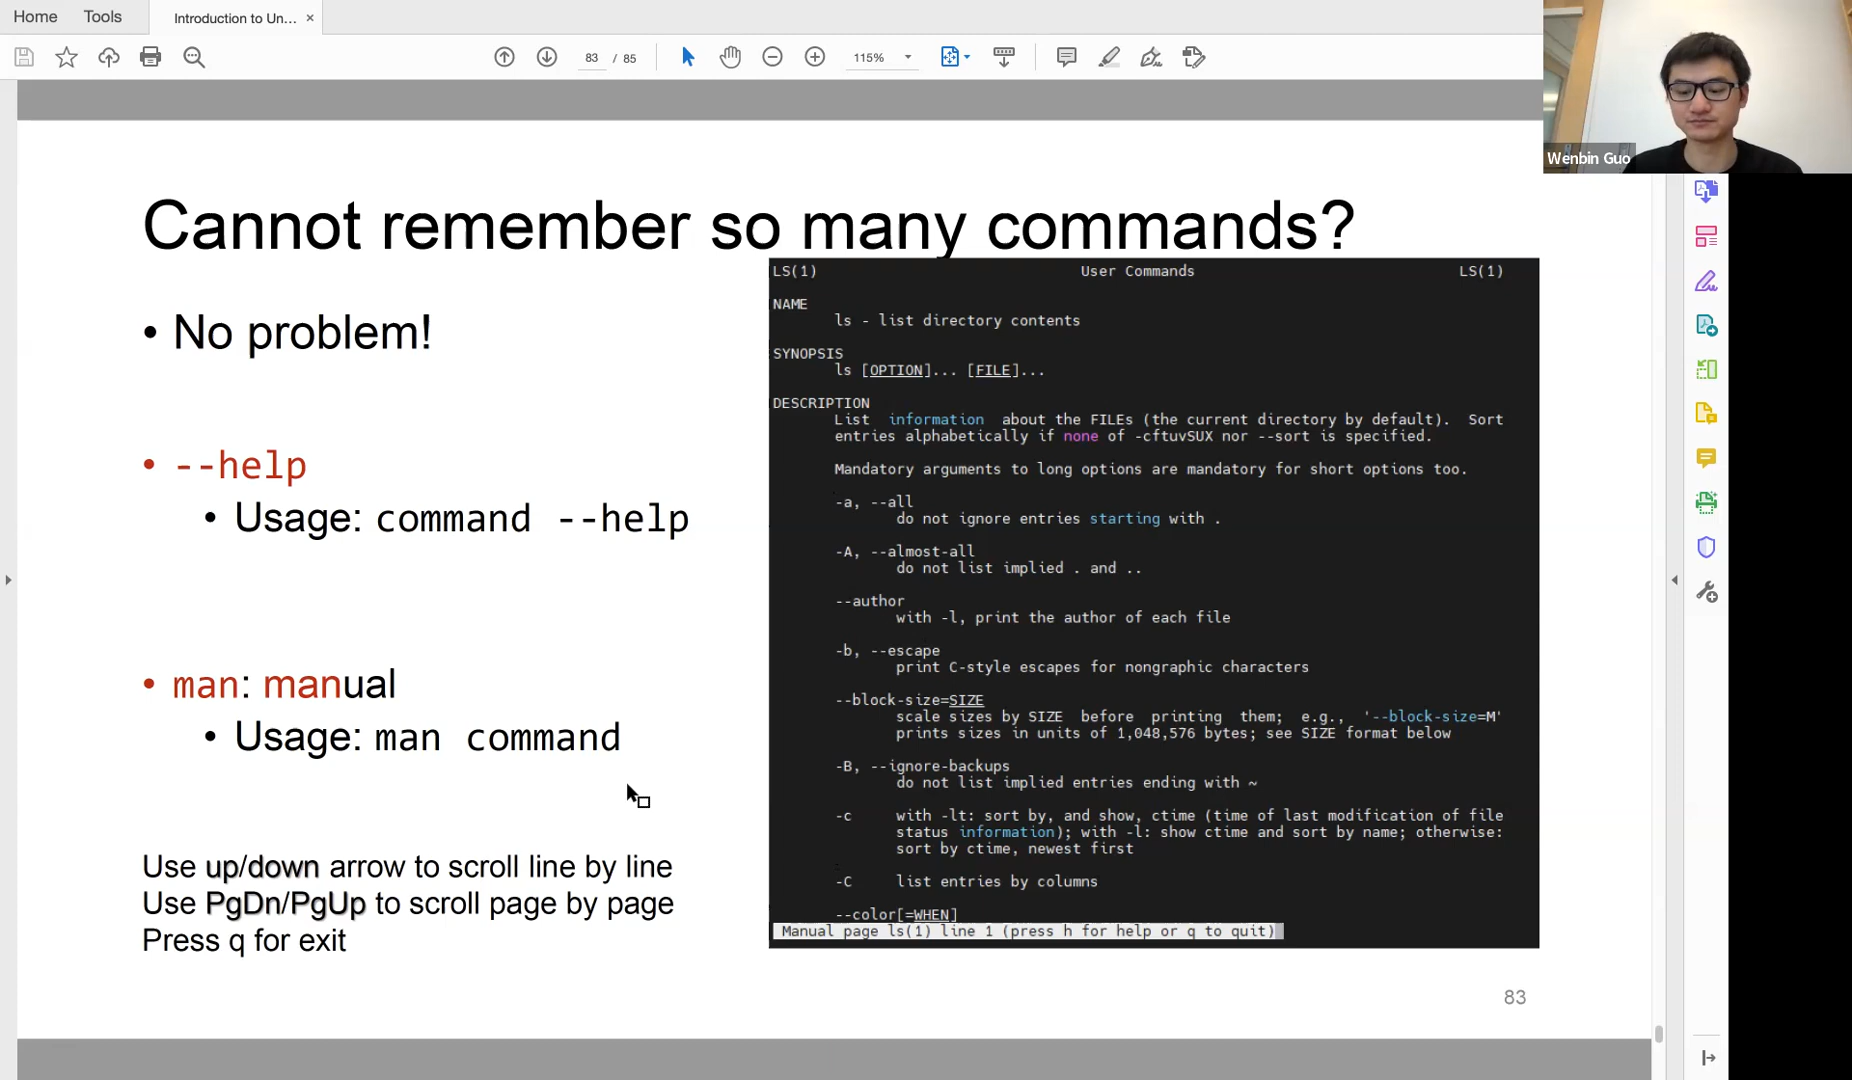 Home Tools Introduction to Un... ×
83 / 85 115%
Wenbin Guo
Cannot remember so many commands?
• No problem!
• --help
• Usage: command --help
• man: manual
• Usage: man command
Use up/down arrow to scroll line by line
Use PgDn/PgUp to scroll page by page
Press q for exit
LS(1) User Commands LS(1)
NAME
ls - list directory contents
SYNOPSIS
ls [OPTION]... [FILE]...
DESCRIPTION
List information about the FILEs (the current directory by default). Sort
entries alphabetically if none of -cftuvSUX nor --sort is specified.
Mandatory arguments to long options are mandatory for short options too.
-a, --all
do not ignore entries starting with .
-A, --almost-all
do not list implied . and ..
--author
with -l, print the author of each file
-b, --escape
print C-style escapes for nongraphic characters
--block-size=SIZE
scale sizes by SIZE before printing them; e.g., '--block-size=M'
prints sizes in units of 1,048,576 bytes; see SIZE format below
-B, --ignore-backups
do not list implied entries ending with ~
-c with -lt: sort by, and show, ctime (time of last modification of file
status information); with -l: show ctime and sort by name; otherwise:
sort by ctime, newest first
-C list entries by columns
--color[=WHEN]
Manual page ls(1) line 1 (press h for help or q to quit)
83